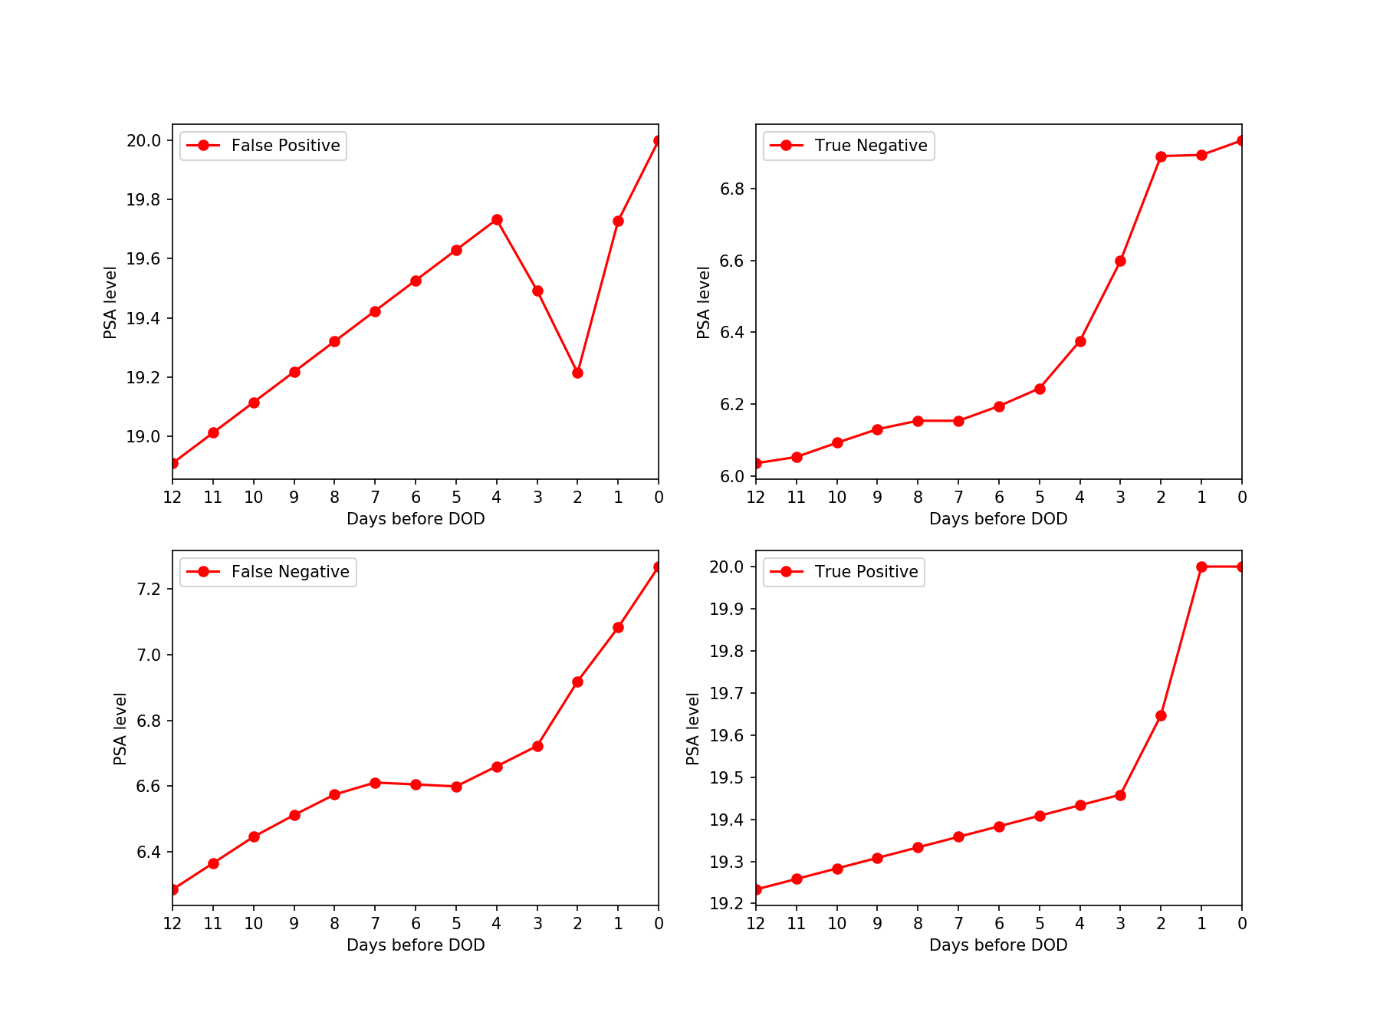 False Positive
20.0
19.8
19.6
19.4
19.2
19.0
PSA level
12 11 10 9 8 7 6 5 4 3 2 1 0
Days before DOD
True Negative
6.8
6.6
6.4
6.2
6.0
PSA level
12 11 10 9 8 7 6 5 4 3 2 1 0
Days before DOD
False Negative
7.2
7.0
6.8
6.6
6.4
PSA level
12 11 10 9 8 7 6 5 4 3 2 1 0
Days before DOD
True Positive
20.0
19.9
19.8
19.7
19.6
19.5
19.4
19.3
19.2
PSA level
12 11 10 9 8 7 6 5 4 3 2 1 0
Days before DOD